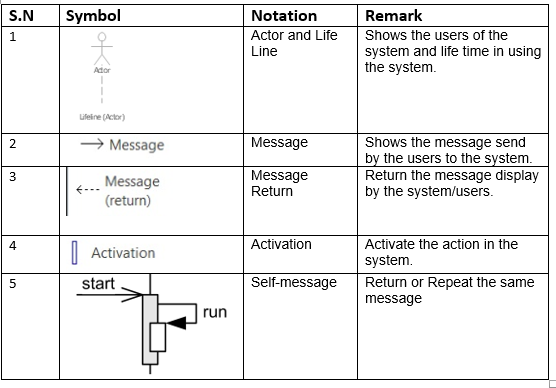 S.N Symbol Notation Remark
1 Actor and Life Shows the users of the
Line system and life time in using
the system.
Actor
Lifeline (Actor)
2 Message Message Shows the message send
by the users to the system.
3 Message Message Return the message display
(return) Return by the system/users.
4 Activation Activation Activate the action in the
system.
5 start Self-message Return or Repeat the same
message
run